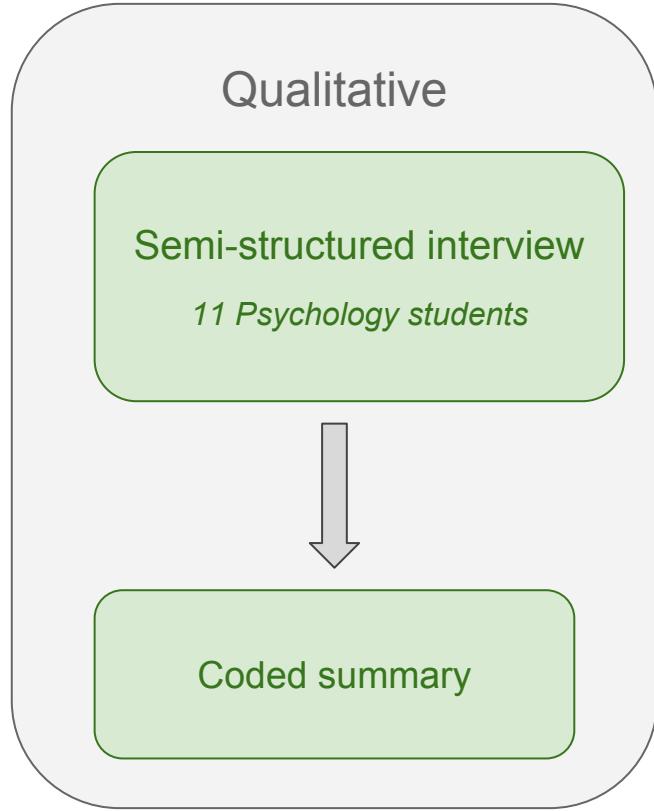 Qualitative
Semi-structured interview
11 Psychology students
Coded summary